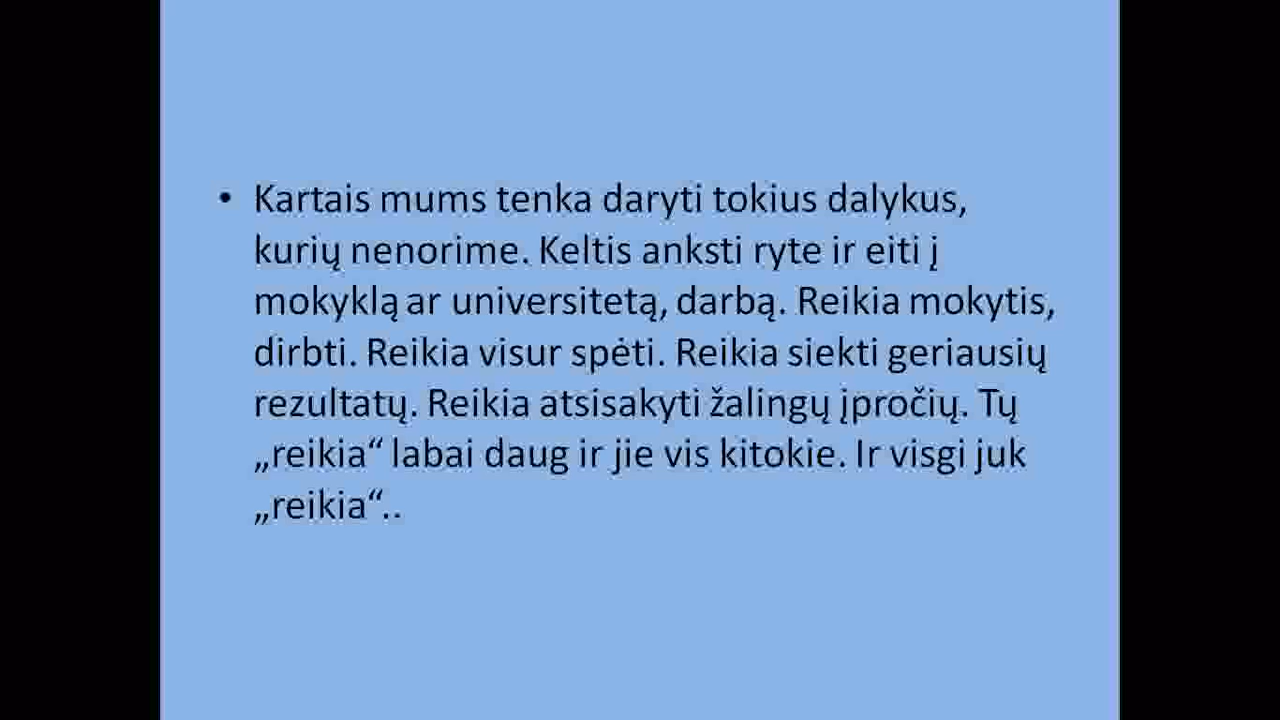 • Kartais mums tenka daryti tokius dalykus,
kurių nenorime. Keltis anksti ryte ir eiti į
mokyklą ar universitetą, darbą. Reikia mokytis,
dirbti. Reikia visur spėti. Reikia siekti geriausių
rezultatų. Reikia atsisakyti žalingų įpročių. Tų
„reikia“ labai daug ir jie vis kitokie. Ir visgi juk
„reikia“..